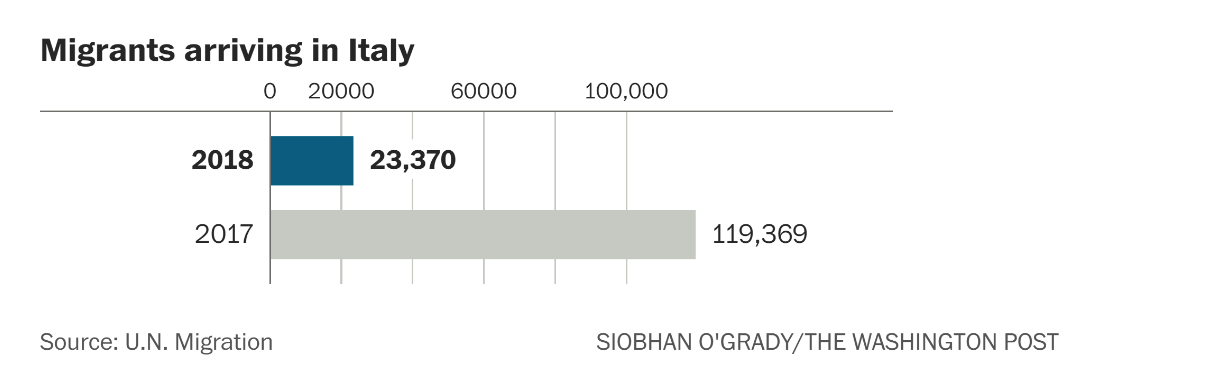 Migrants arriving in Italy
0 20000 60000 100,000
2018 23,370
2017 119,369
Source: U.N. Migration SIOBHAN O'GRADY/THE WASHINGTON POST